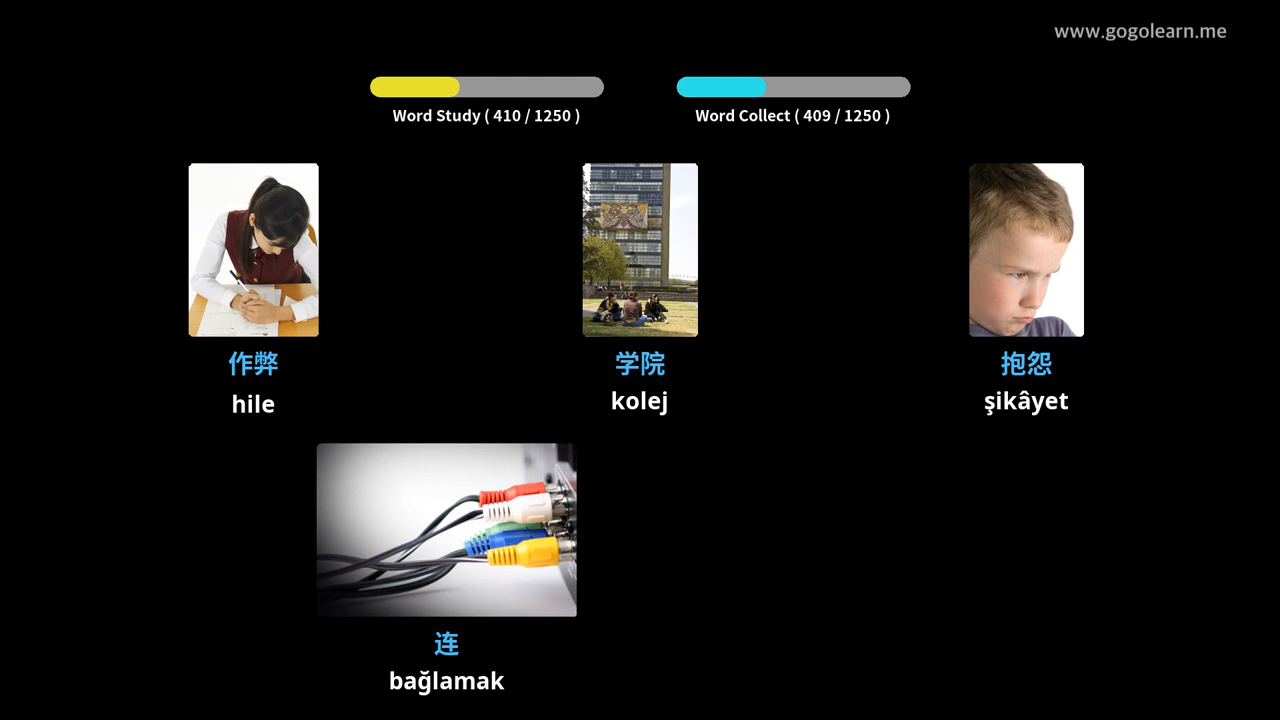 www.gogolearn.me
Word Study ( 410 / 1250 )
Word Collect ( 409 / 1250 )
作弊
hile
学院
kolej
抱怨
şikâyet
连
bağlamak